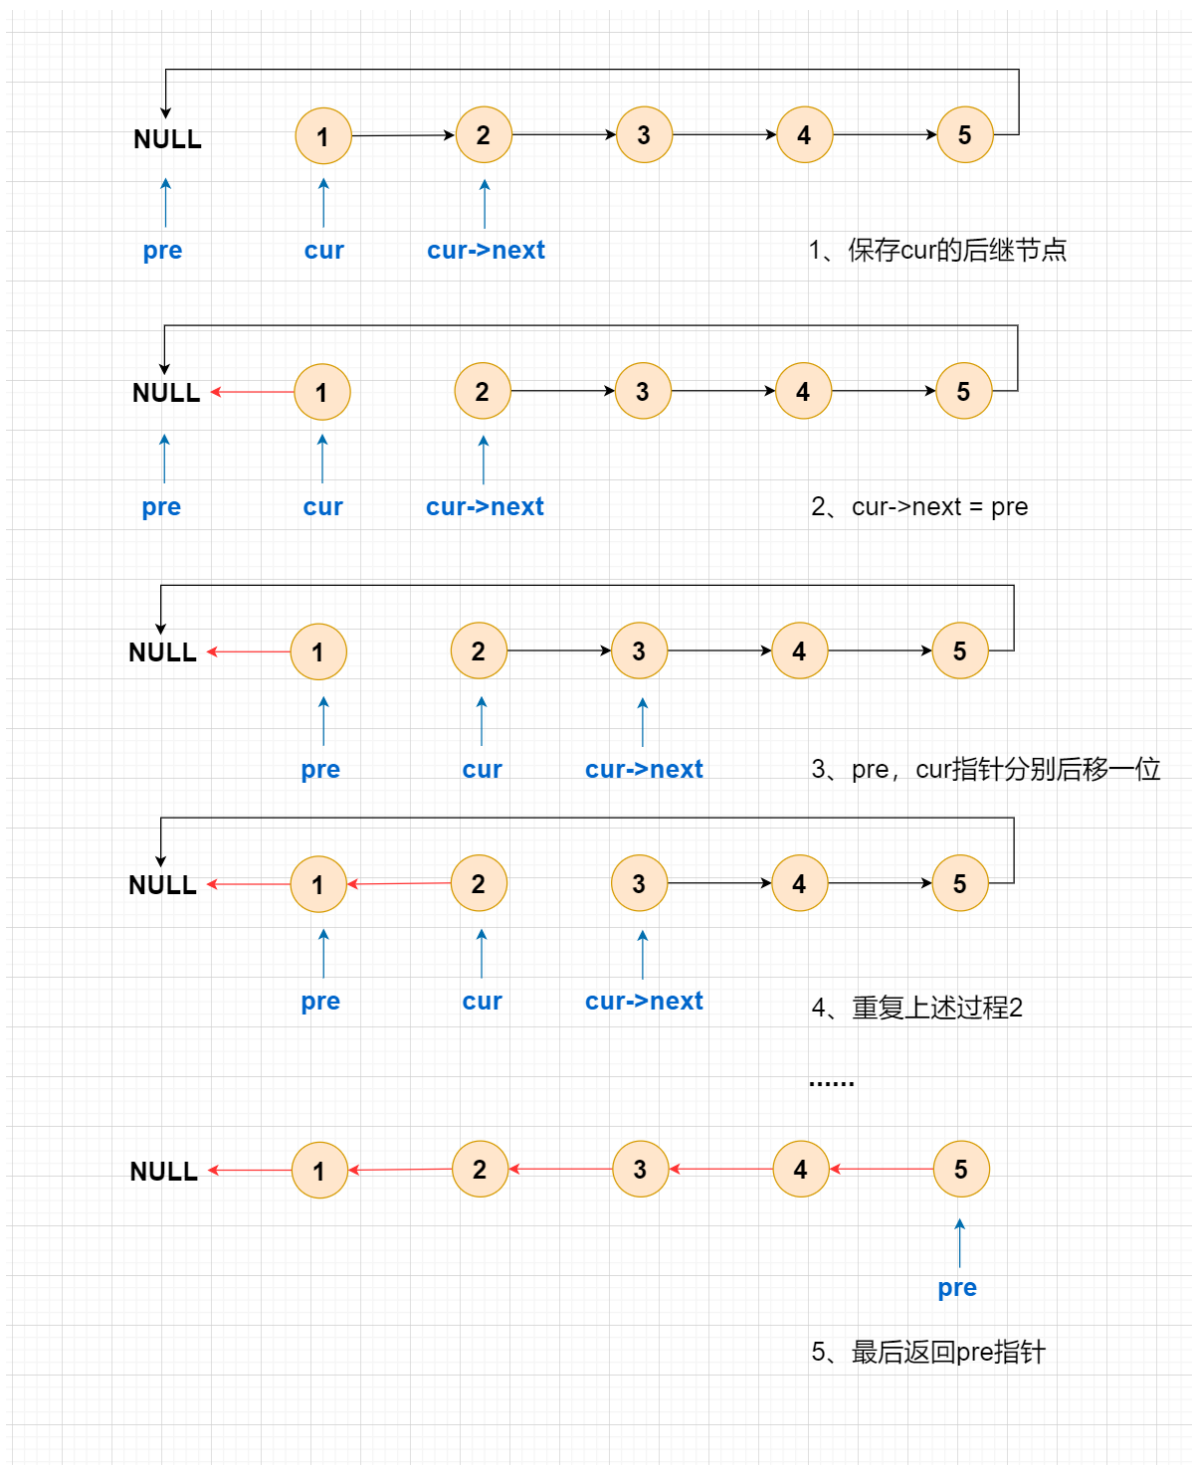 NULL 1 2 3 4 5
pre cur cur->next
1、保存cur的后继节点
NULL 1 2 3 4 5
pre cur cur->next
2、cur->next = pre
NULL 1 2 3 4 5
pre cur cur->next
3、pre，cur指针分别后移一位
NULL 1 2 3 4 5
pre cur cur->next
4、重复上述过程2
......
NULL 1 2 3 4 5
pre
5、最后返回pre指针